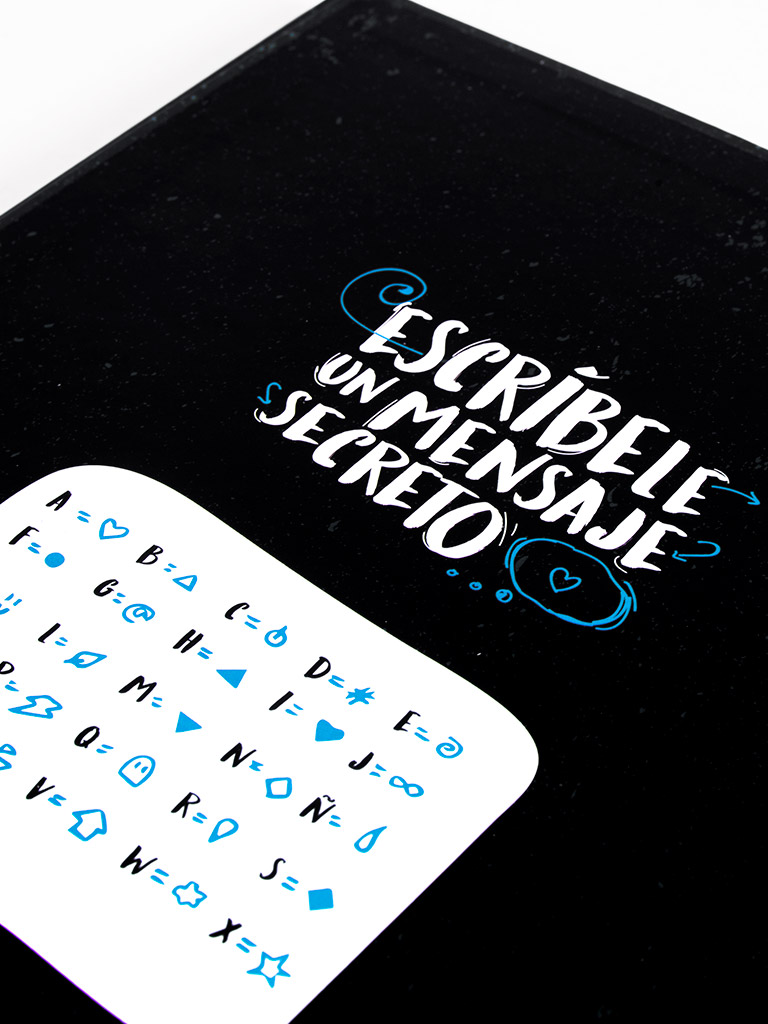 ESCRÍBELE
UN MENSAJE
SECRETO
A = ♡ B = △ C = D = * E =
F = ● G = @ H = ▲ I = ♥ J = ∞
L = M = N = ◇ Ñ =
P = Q = R = S = ◆
V = W = X = ☆